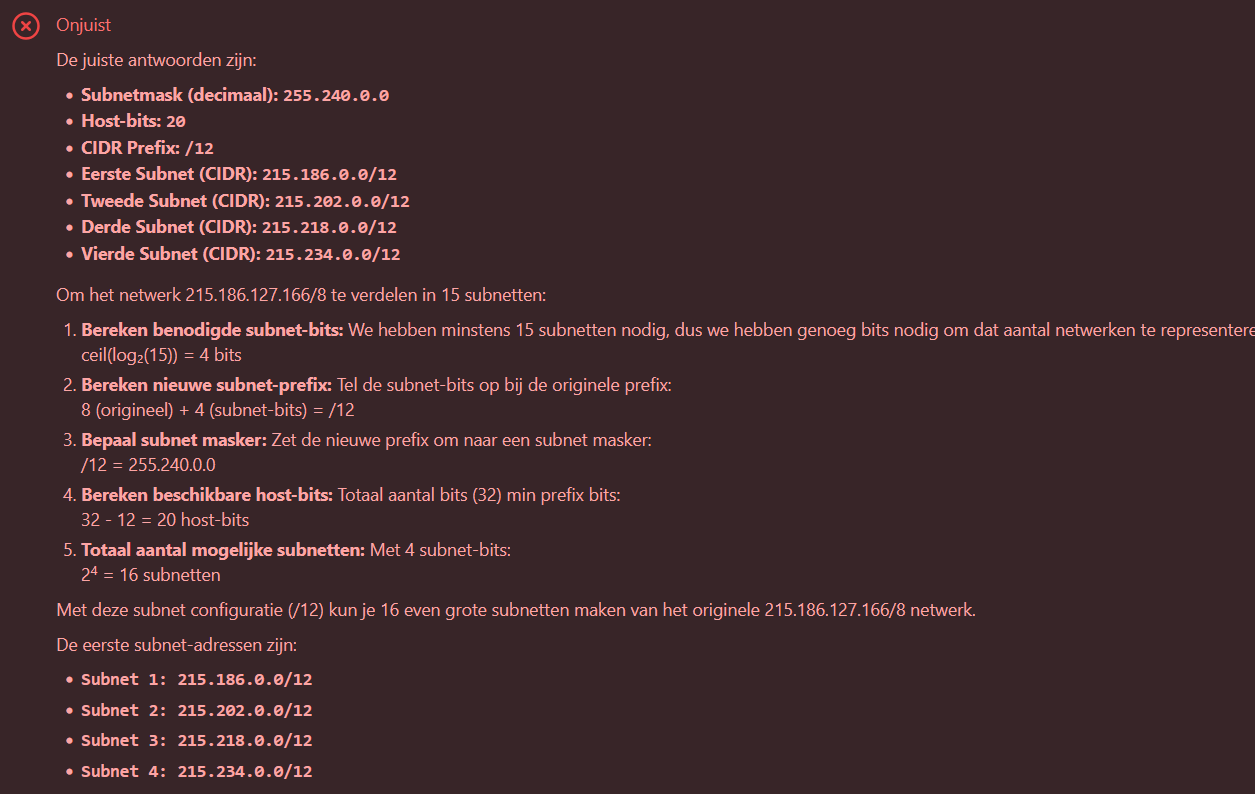 Onjuist
De juiste antwoorden zijn:
• Subnetmask (decimaal): 255.240.0.0
• Host-bits: 20
• CIDR Prefix: /12
• Eerste Subnet (CIDR): 215.186.0.0/12
• Tweede Subnet (CIDR): 215.202.0.0/12
• Derde Subnet (CIDR): 215.218.0.0/12
• Vierde Subnet (CIDR): 215.234.0.0/12
Om het netwerk 215.186.127.166/8 te verdelen in 15 subnetten:
1. Bereken benodigde subnet-bits: We hebben minstens 15 subnetten nodig, dus we hebben genoeg bits nodig om dat aantal netwerken te representere
ceil(log₂(15)) = 4 bits
2. Bereken nieuwe subnet-prefix: Tel de subnet-bits op bij de originele prefix:
8 (origineel) + 4 (subnet-bits) = /12
3. Bepaal subnet masker: Zet de nieuwe prefix om naar een subnet masker:
/12 = 255.240.0.0
4. Bereken beschikbare host-bits: Totaal aantal bits (32) min prefix bits:
32 - 12 = 20 host-bits
5. Totaal aantal mogelijke subnetten: Met 4 subnet-bits:
2⁴ = 16 subnetten
Met deze subnet configuratie (/12) kun je 16 even grote subnetten maken van het originele 215.186.127.166/8 netwerk.
De eerste subnet-adressen zijn:
• Subnet 1: 215.186.0.0/12
• Subnet 2: 215.202.0.0/12
• Subnet 3: 215.218.0.0/12
• Subnet 4: 215.234.0.0/12